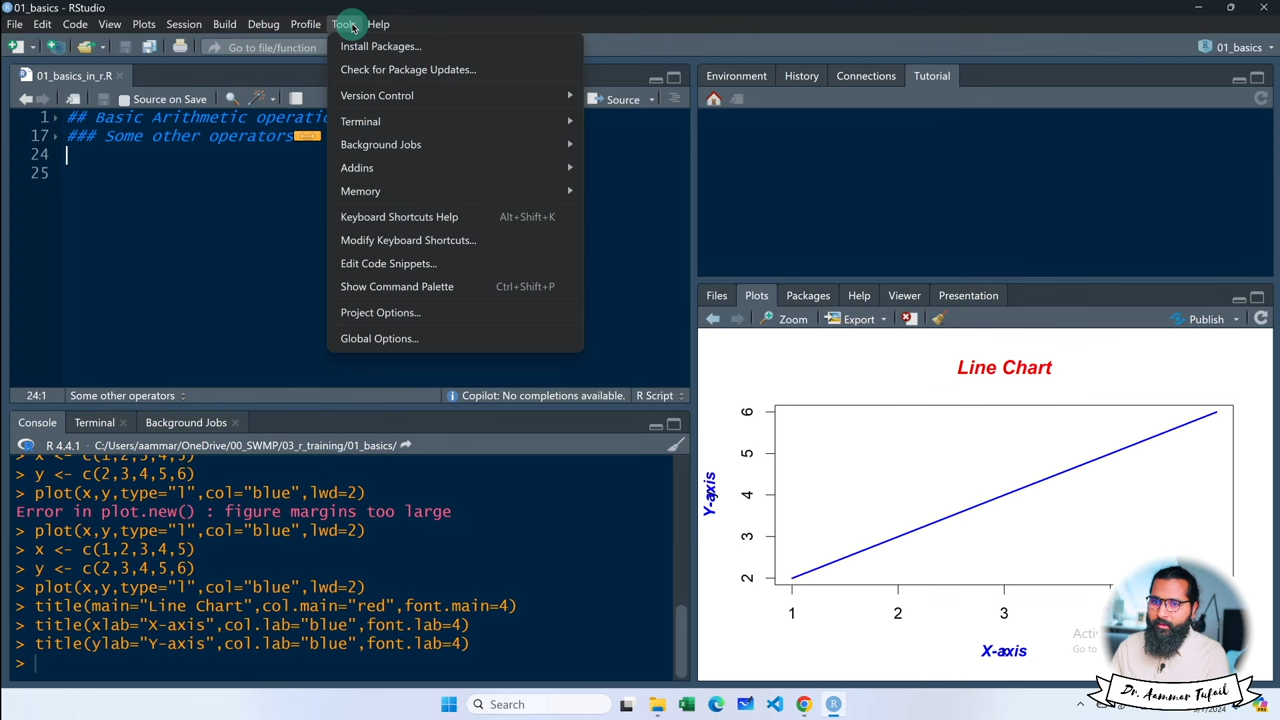 01_basics - RStudio
File Edit Code View Plots Session Build Debug Profile Tools Help
Go to file/function
01_basics
01_basics_in_r.R
Source on Save
Source
1 ## Basic Arithmetic operatio
17 ### Some other operators
24
25
24:1 Some other operators
Copilot: No completions available. R Script
Install Packages...
Check for Package Updates...
Version Control
Terminal
Background Jobs
Addins
Memory
Keyboard Shortcuts Help Alt+Shift+K
Modify Keyboard Shortcuts...
Edit Code Snippets...
Show Command Palette Ctrl+Shift+P
Project Options...
Global Options...
Console Terminal Background Jobs
R 4.4.1 C:/Users/aammar/OneDrive/00_SWMP/03_r_training/01_basics/
> x <- c(1,2,3,4,5)
> y <- c(2,3,4,5,6)
> plot(x,y,type="l",col="blue",lwd=2)
Error in plot.new() : figure margins too large
> plot(x,y,type="l",col="blue",lwd=2)
> x <- c(1,2,3,4,5)
> y <- c(2,3,4,5,6)
> plot(x,y,type="l",col="blue",lwd=2)
> title(main="Line Chart",col.main="red",font.main=4)
> title(xlab="X-axis",col.lab="blue",font.lab=4)
> title(ylab="Y-axis",col.lab="blue",font.lab=4)
>
Environment History Connections Tutorial
Files Plots Packages Help Viewer Presentation
Zoom Export Publish
Line Chart
6
5
4
3
2
Y-axis
1 2 3
X-axis
Activ
Go to
Dr. Aammar Tufail
Search